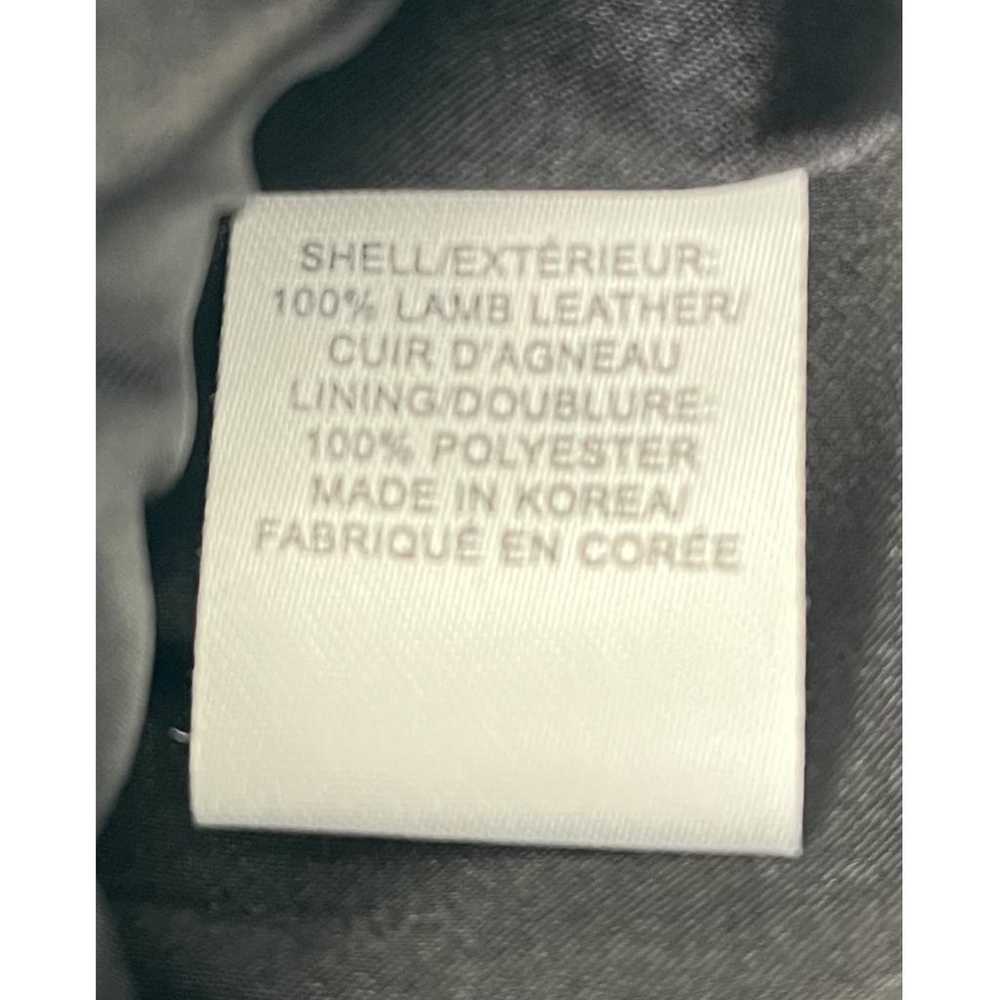 SHELL/EXTÉRIEUR:
100% LAMB LEATHER/
CUIR D'AGNEAU
LINING/DOUBLURE:
100% POLYESTER
MADE IN KOREA/
FABRIQUÉ EN CORÉE